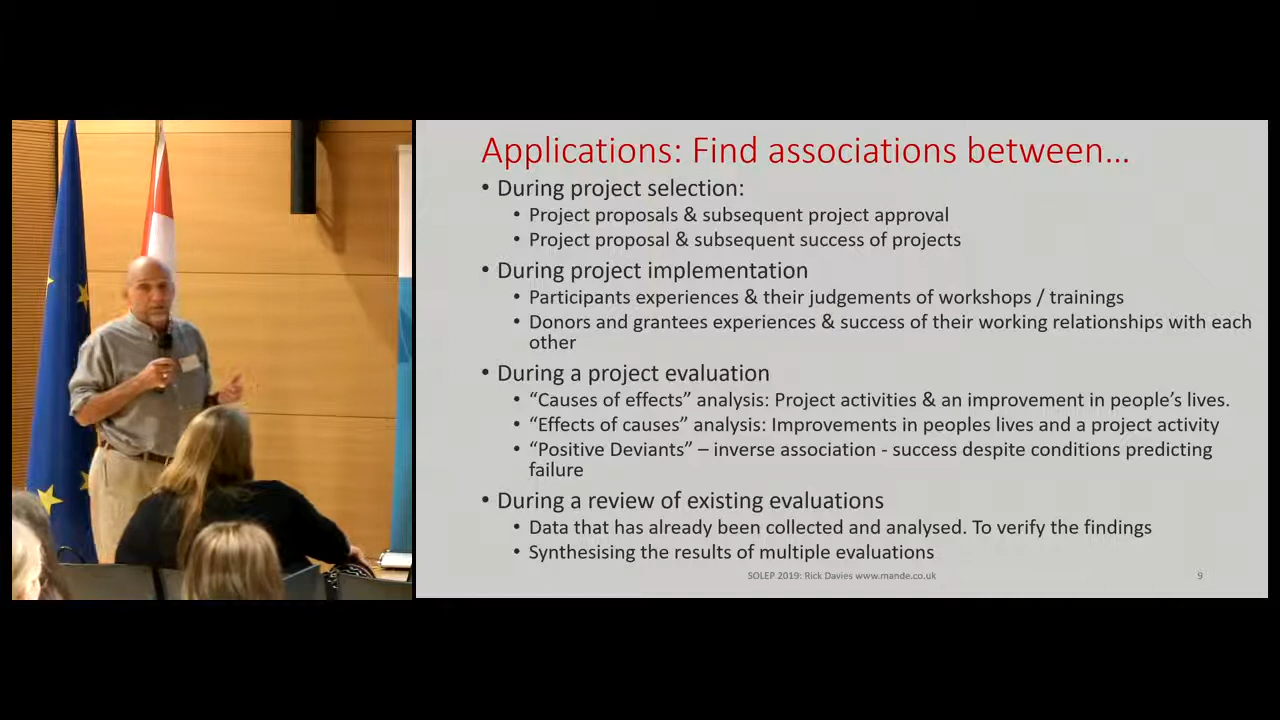 Applications: Find associations between...
• During project selection:
• Project proposals & subsequent project approval
• Project proposal & subsequent success of projects
• During project implementation
• Participants experiences & their judgements of workshops / trainings
• Donors and grantees experiences & success of their working relationships with each
other
• During a project evaluation
• “Causes of effects” analysis: Project activities & an improvement in people’s lives.
• “Effects of causes” analysis: Improvements in peoples lives and a project activity
• “Positive Deviants” – inverse association - success despite conditions predicting
failure
• During a review of existing evaluations
• Data that has already been collected and analysed. To verify the findings
• Synthesising the results of multiple evaluations
SOLEP 2019: Rick Davies www.mande.co.uk
9